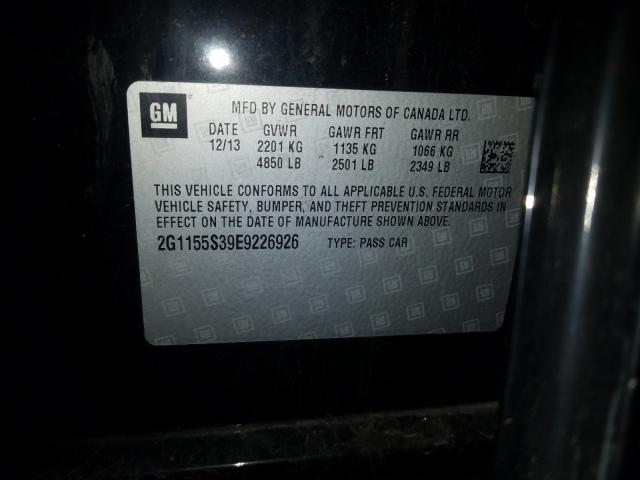 GM
MFD BY GENERAL MOTORS OF CANADA LTD.
DATE GVWR GAWR FRT GAWR RR
12/13 2201 KG 1135 KG 1066 KG
4850 LB 2501 LB 2349 LB
THIS VEHICLE CONFORMS TO ALL APPLICABLE U.S. FEDERAL MOTOR
VEHICLE SAFETY, BUMPER, AND THEFT PREVENTION STANDARDS IN
EFFECT ON THE DATE OF MANUFACTURE SHOWN ABOVE.
2G1155S39E9226926 TYPE: PASS CAR